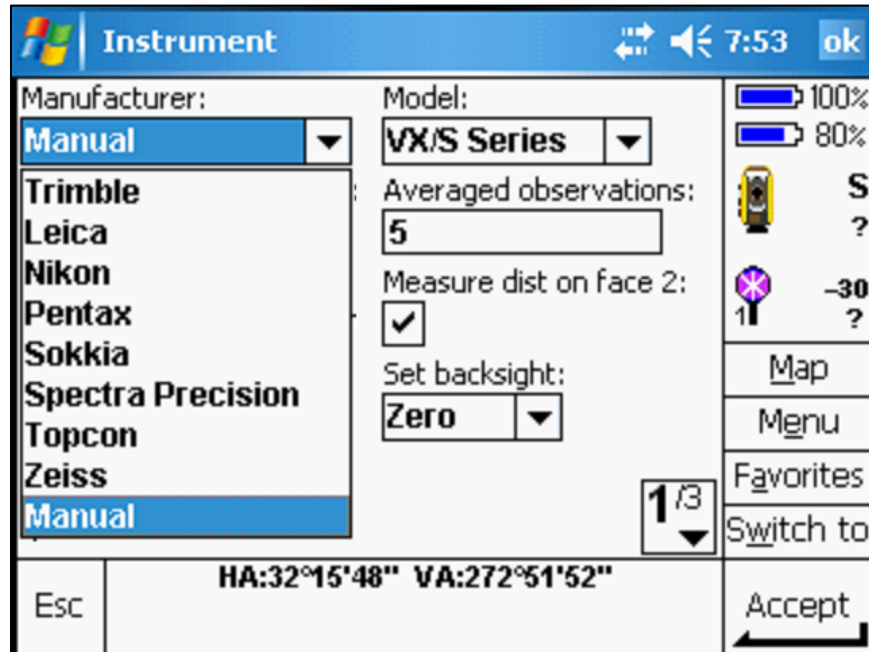 Instrument 7:53 ok
Manufacturer: Model:
Manual VX/S Series
Trimble
Leica
Nikon
Pentax
Sokkia
Spectra Precision
Topcon
Zeiss
Manual
: Averaged observations:
5
Measure dist on face 2:
Set backsight:
Zero
1/3
100%
80%
S
?
1 -30
?
Map
Menu
Favorites
Switch to
Esc
HA:32°15'48" VA:272°51'52"
Accept